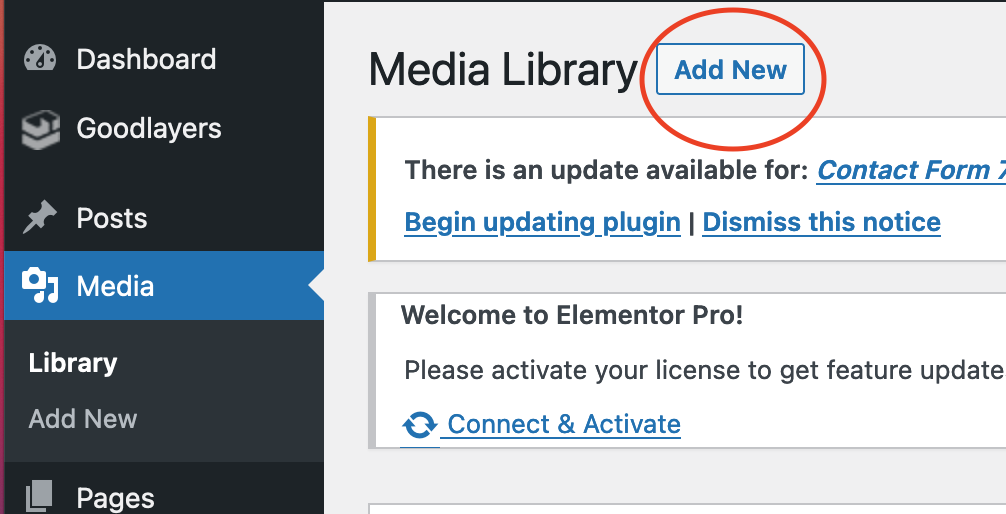 Dashboard
Goodlayers
Posts
Media
Library
Add New
Pages
Media Library Add New
There is an update available for: Contact Form 7
Begin updating plugin | Dismiss this notice
Welcome to Elementor Pro!
Please activate your license to get feature update
Connect & Activate